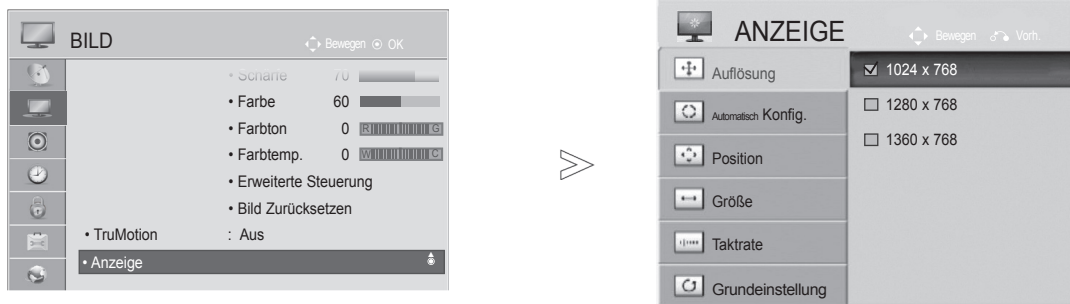 BILD
Bewegen OK
• Schärfe 70
• Farbe 60
• Farbton 0 R G
• Farbtemp. 0 W C
• Erweiterte Steuerung
• Bild Zurücksetzen
• TruMotion : Aus
• Anzeige
ANZEIGE
Bewegen Vorh.
Auflösung
Automatisch Konfig.
Position
Größe
Taktrate
Grundeinstellung
1024 x 768
1280 x 768
1360 x 768